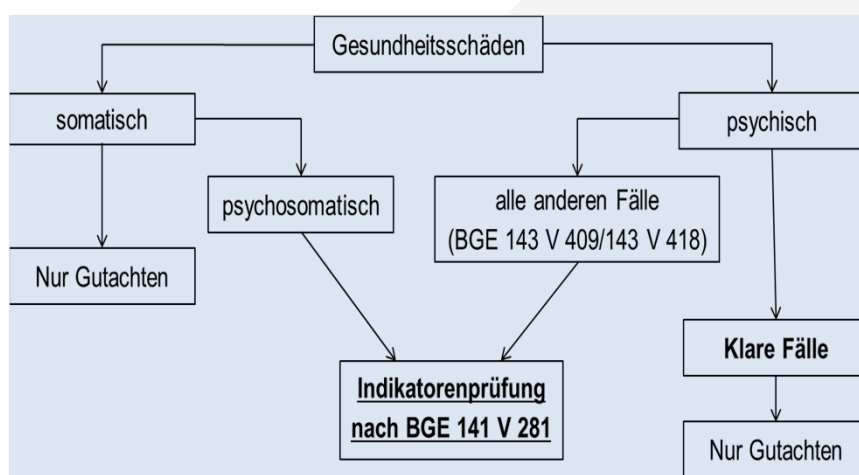 Gesundheitsschäden
somatisch
psychisch
psychosomatisch
alle anderen Fälle
(BGE 143 V 409/143 V 418)
Nur Gutachten
Klare Fälle
Indikatorenprüfung
nach BGE 141 V 281
Nur Gutachten